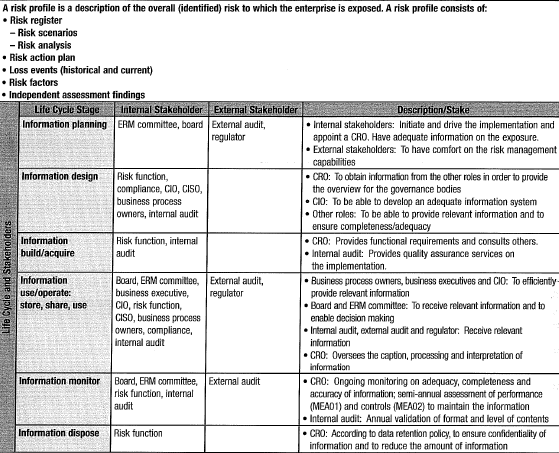 A risk profile is a description of the overall (identified) risk to which the enterprise is exposed. A risk profile consists of:
• Risk register
– Risk scenarios
– Risk analysis
• Risk action plan
• Loss events (historical and current)
• Risk factors
• Independent assessment findings
Life Cycle and Stakeholders
Life Cycle Stage Internal Stakeholder External Stakeholder Description/Stake
Information planning
ERM committee, board
External audit,
regulator
• Internal stakeholders: Initiate and drive the implementation and
appoint a CRO. Have adequate information on the exposure.
• External stakeholders: To have comfort on the risk management
capabilities
Information design
Risk function,
compliance, CIO, CISO,
business process
owners, internal audit
• CRO: To obtain information from the other roles in order to provide
the overview for the governance bodies
• CIO: To be able to develop an adequate information system
• Other roles: To be able to provide relevant information and to
ensure completeness/adequacy
Information
build/acquire
Risk function, internal
audit
• CRO: Provides functional requirements and consults others.
• Internal audit: Provides quality assurance services on
the implementation.
Information
use/operate:
store, share, use
Board, ERM committee,
business executive,
CIO, risk function,
CISO, business process
owners, compliance,
internal audit
External audit,
regulator
• Business process owners, business executives and CIO: To efficiently
provide relevant information
• Board and ERM committee: To receive relevant information and to
enable decision making
• Internal audit, external audit and regulator: Receive relevant
information
• CRO: Oversees the caption, processing and interpretation of
information
Information monitor
Board, ERM committee,
risk function, internal
audit
External audit
• CRO: Ongoing monitoring on adequacy, completeness and
accuracy of information; semi-annual assessment of performance
(MEA01) and controls (MEA02) to maintain the information
• Internal audit: Annual validation of format and level of contents
Information dispose
Risk function
• CRO: According to data retention policy, to ensure confidentiality of
information and to reduce the amount of information